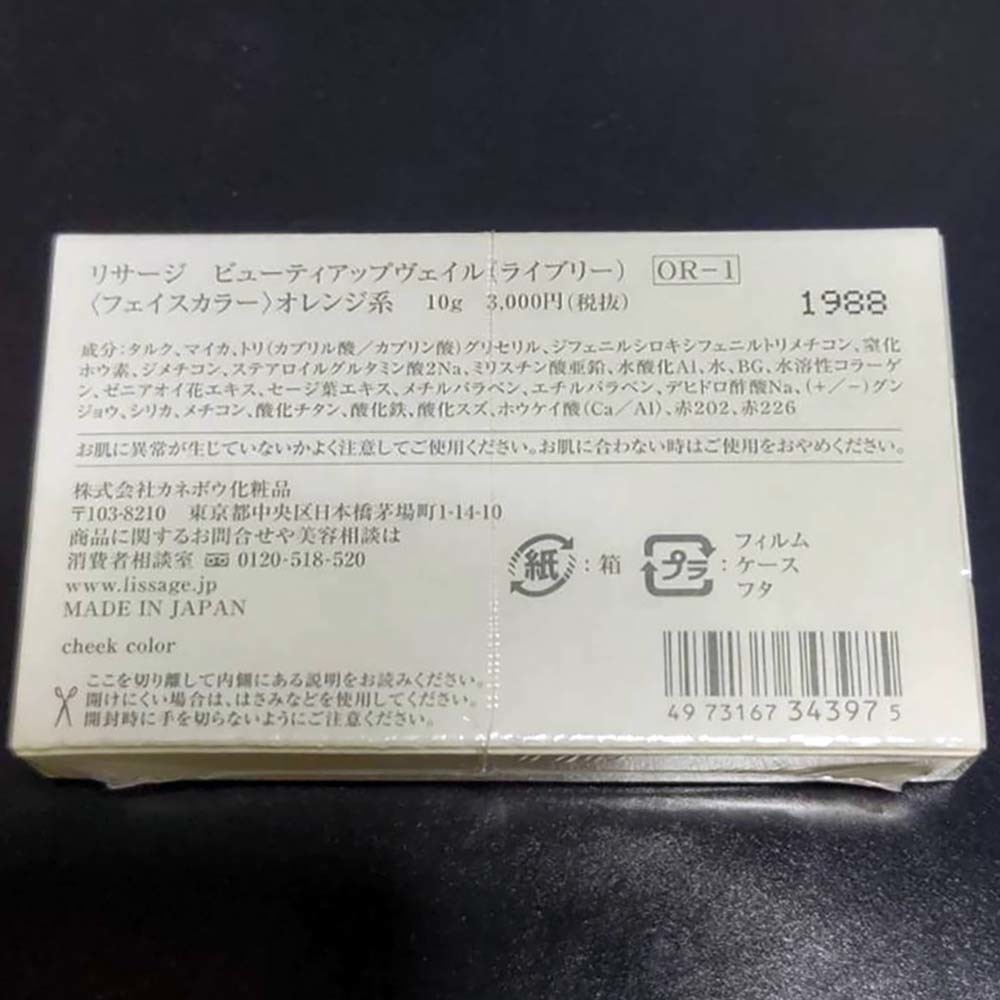 リサージ　ビューティアップヴェイル(ライブリー)　OR-1
〈フェイスカラー〉オレンジ系　10g　3,000円(税抜)
1988
成分:タルク、マイカ、トリ(カプリル酸／カプリン酸)グリセリル、ジフェニルシロキシフェニルトリメチコン、窒化
ホウ素、ジメチコン、ステアロイルグルタミン酸2Na、ミリスチン酸亜鉛、水酸化Al、水、BG、水溶性コラーゲ
ン、ゼニアオイ花エキス、セージ葉エキス、メチルパラベン、エチルパラベン、デヒドロ酢酸Na、(+／−)グン
ジョウ、シリカ、メチコン、酸化チタン、酸化鉄、酸化スズ、ホウケイ酸(Ca／Al)、赤202、赤226
お肌に異常が生じていないかよく注意してご使用ください。お肌に合わない時はご使用をおやめください。
株式会社カネボウ化粧品
〒103-8210　東京都中央区日本橋茅場町1-14-10
商品に関するお問合せや美容相談は
消費者相談室 0120-518-520
www.lissage.jp
MADE IN JAPAN
cheek color
紙:箱
プラ:フィルム
ケース
フタ
ここを切り離して内側にある説明をお読みください。
開けにくい場合は、はさみなどを使用してください。
開封時に手を切らないようにご注意ください。
4973167343975